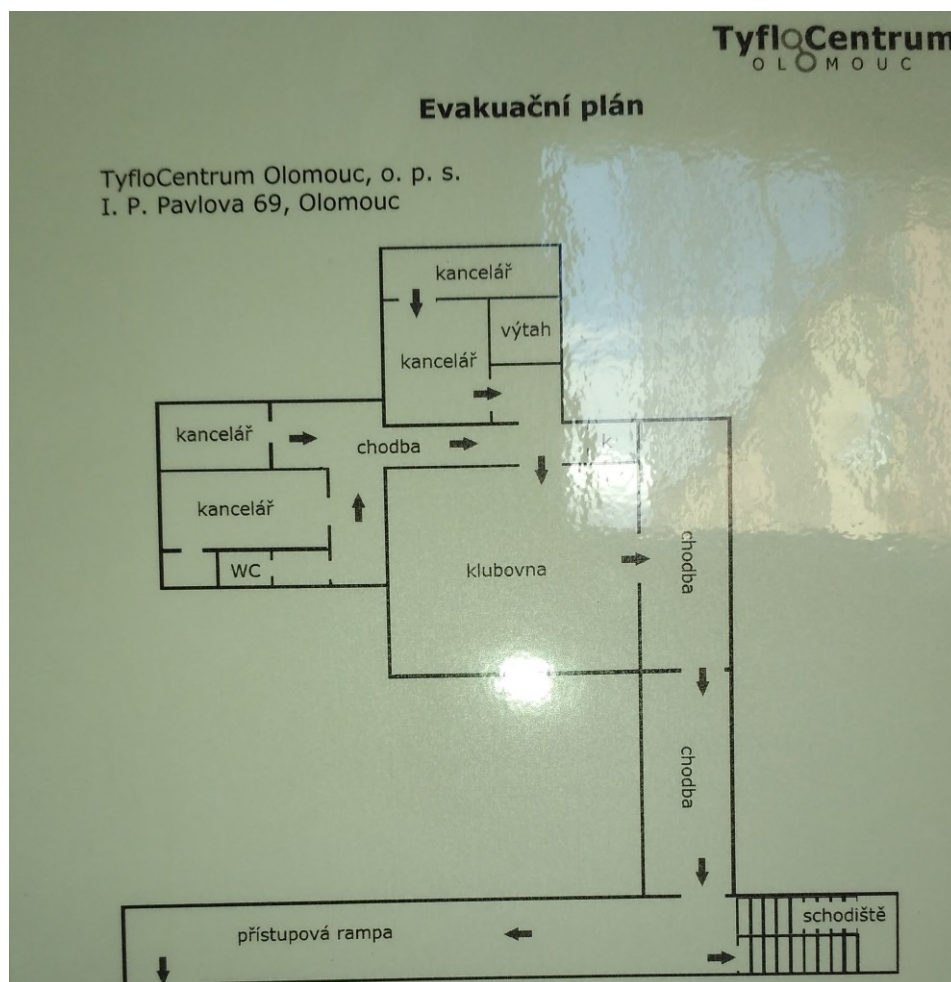 TyfloCentrum
OLOMOUC
Evakuační plán
TyfloCentrum Olomouc, o. p. s.
I. P. Pavlova 69, Olomouc
kancelář
výtah
kancelář
kancelář
chodba
k
kancelář
chodba
WC
klubovna
chodba
schodiště
přístupová rampa